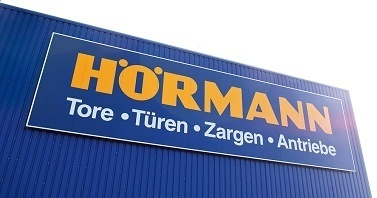 HÖRMANN
Tore • Türen • Zargen • Antriebe